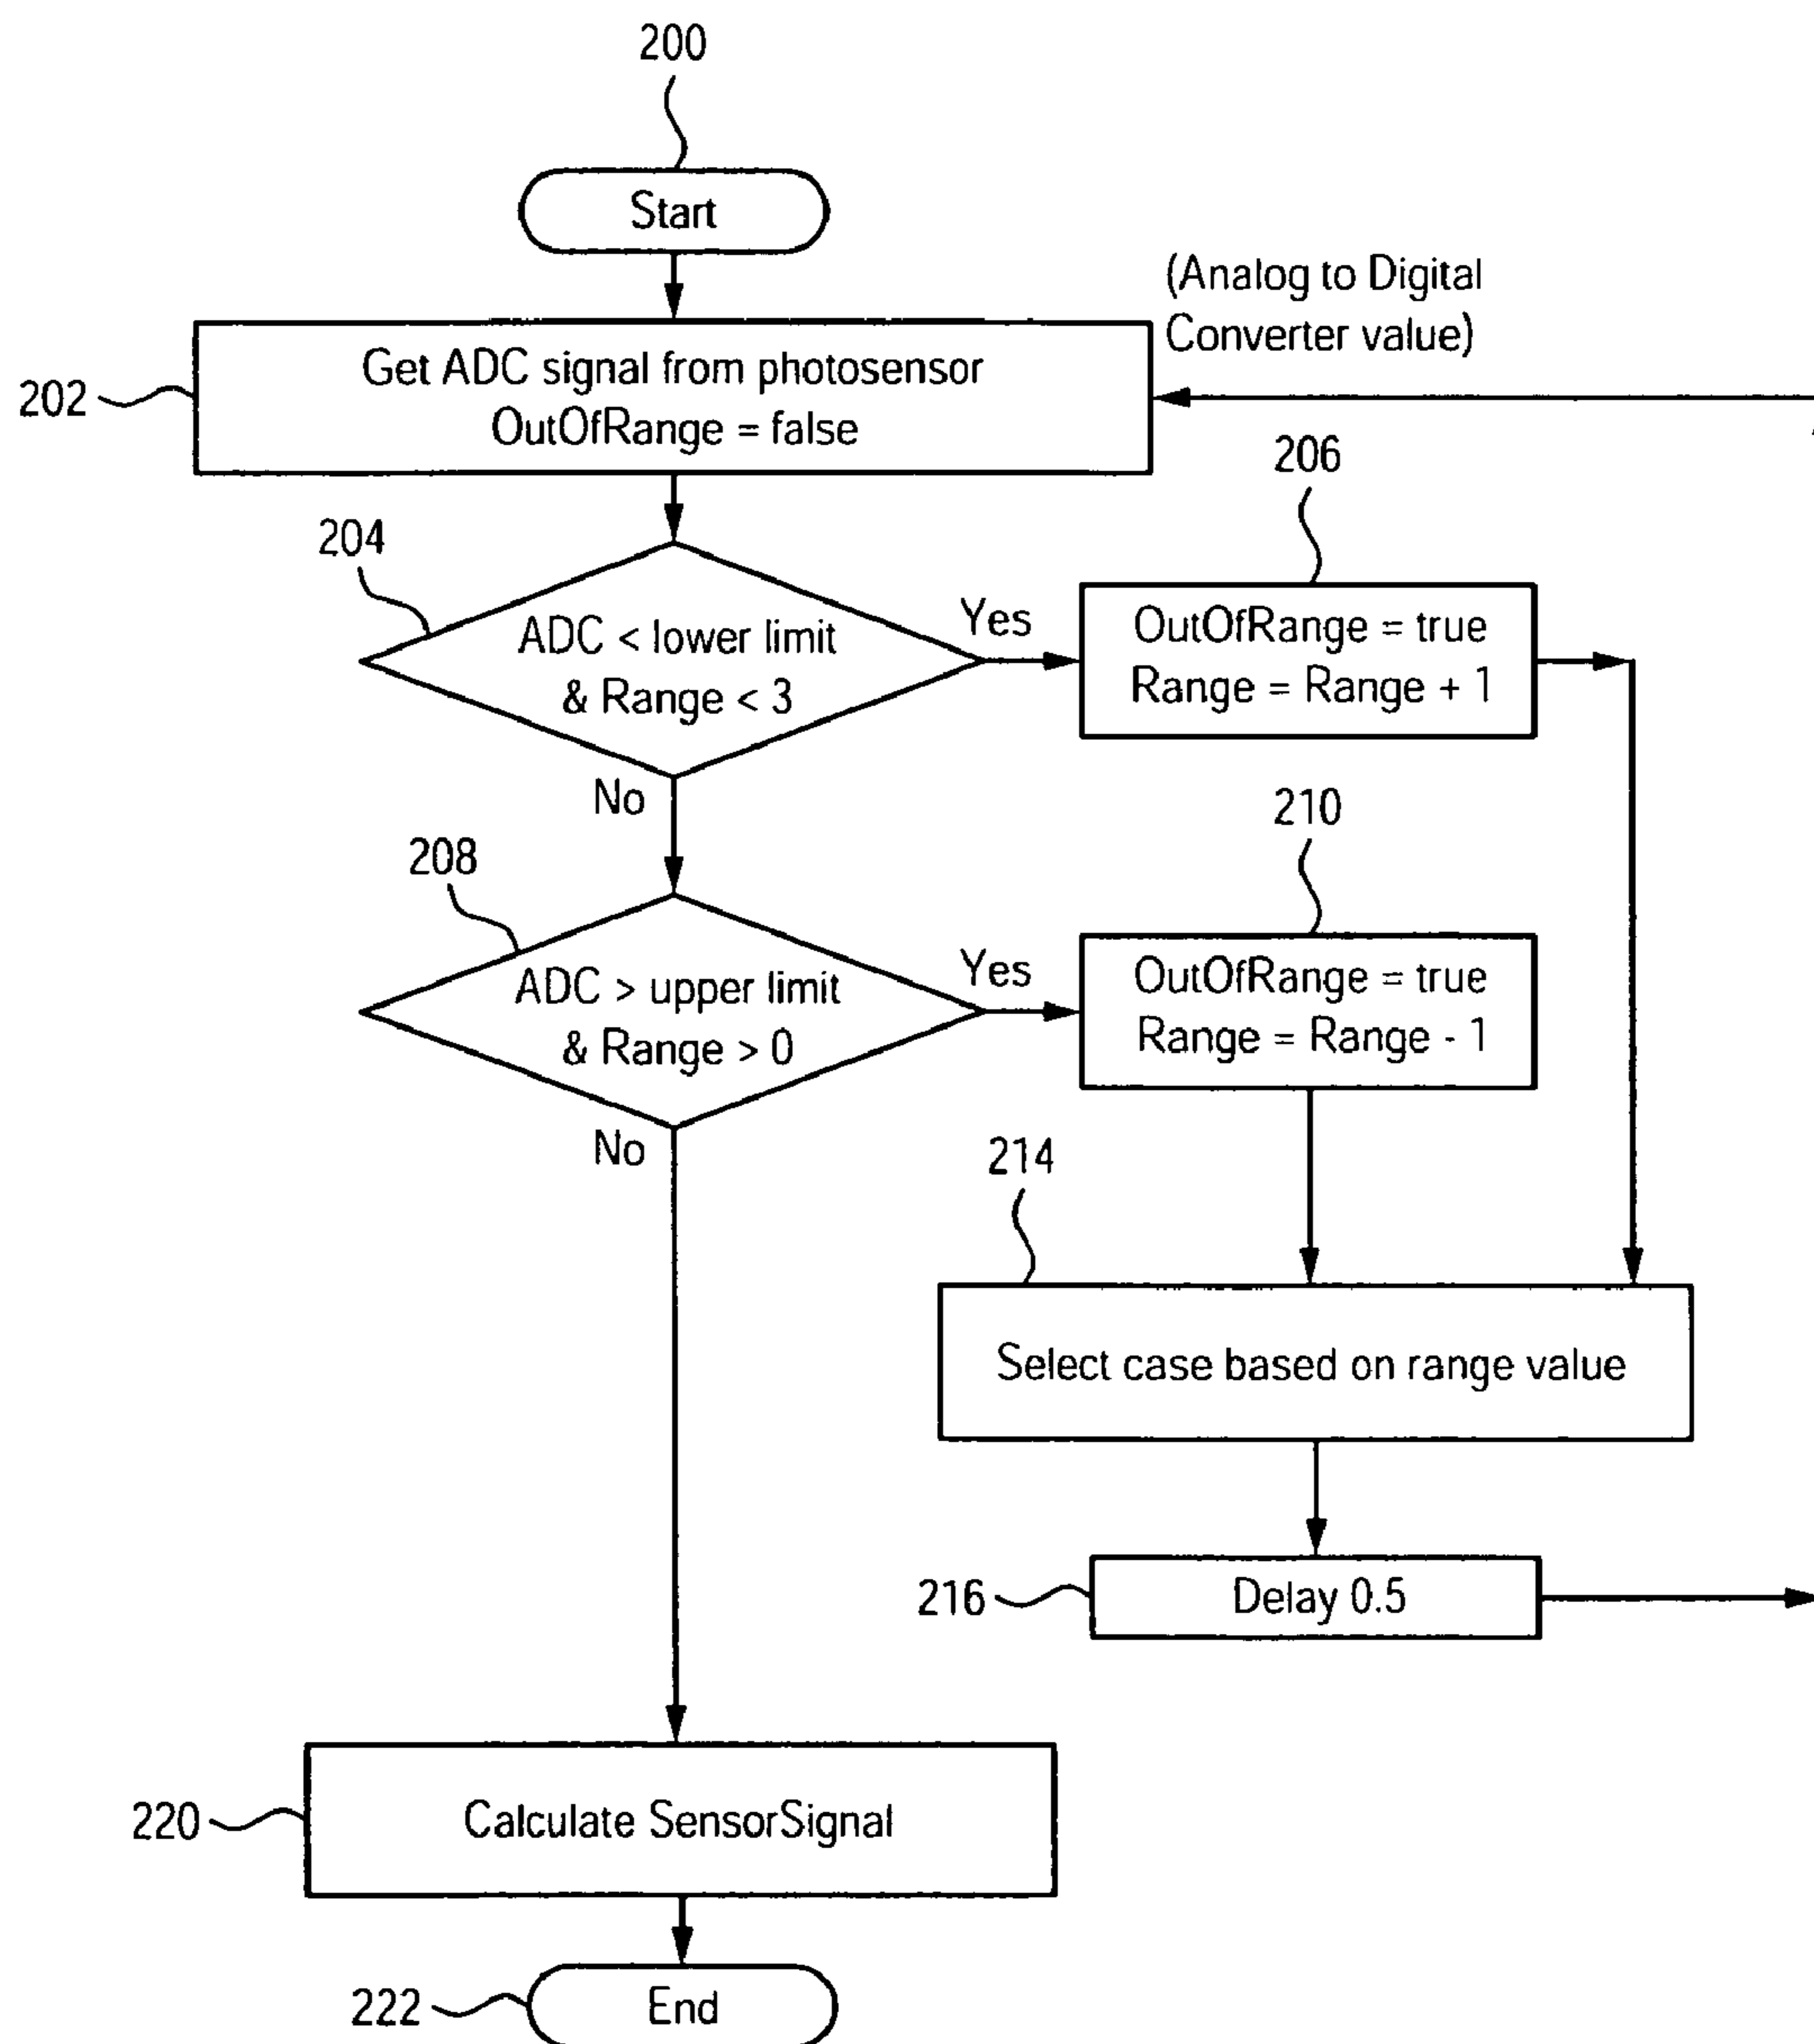 200
Start
(Analog to Digital
Converter value)
202
Get ADC signal from photosensor
OutOfRange = false
204
ADC < lower limit
& Range < 3
Yes
No
206
OutOfRange = true
Range = Range + 1
208
ADC > upper limit
& Range > 0
Yes
No
210
OutOfRange = true
Range = Range - 1
214
Select case based on range value
216
Delay 0.5
220
Calculate SensorSignal
222
End